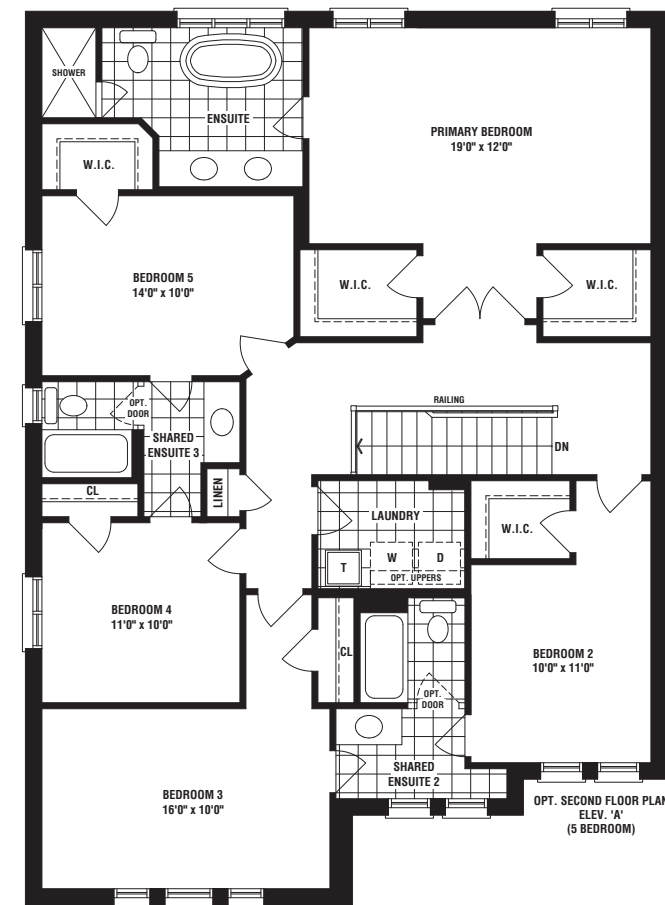 SHOWER
ENSUITE
PRIMARY BEDROOM
19'0" x 12'0"
W.I.C.
BEDROOM 5
14'0" x 10'0"
W.I.C.
W.I.C.
OPT.
DOOR
SHARED
ENSUITE 3
RAILING
DN
CL
LINEN
LAUNDRY
W
D
T
OPT. UPPERS
W.I.C.
BEDROOM 4
11'0" x 10'0"
CL
BEDROOM 2
10'0" x 11'0"
OPT.
DOOR
SHARED
ENSUITE 2
BEDROOM 3
16'0" x 10'0"
OPT. SECOND FLOOR PLAN
ELEV. 'A'
(5 BEDROOM)